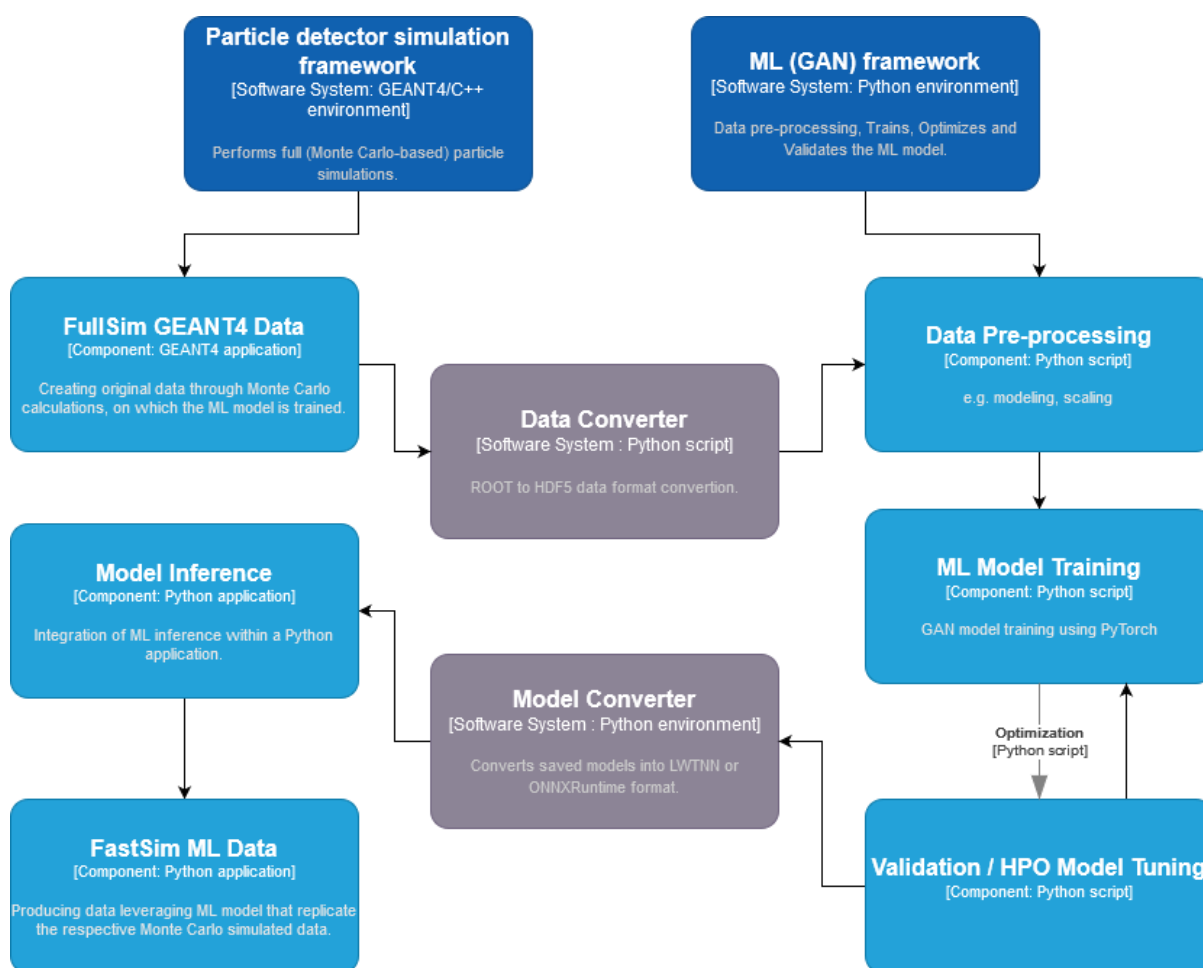 Particle detector simulation
framework
[Software System: GEANT4/C++
environment]
Performs full (Monte Carlo-based) particle
simulations.
ML (GAN) framework
[Software System: Python environment]
Data pre-processing, Trains, Optimizes and
Validates the ML model.
FullSim GEANT4 Data
[Component: GEANT4 application]
Creating original data through Monte Carlo
calculations, on which the ML model is trained.
Data Converter
[Software System : Python script]
ROOT to HDF5 data format convertion.
Data Pre-processing
[Component: Python script]
e.g. modeling, scaling
ML Model Training
[Component: Python script]
GAN model training using PyTorch
Optimization
[Python script]
Validation / HPO Model Tuning
[Component: Python script]
Model Converter
[Software System : Python environment]
Converts saved models into LWTNN or
ONNXRuntime format.
Model Inference
[Component: Python application]
Integration of ML inference within a Python
application.
FastSim ML Data
[Component: Python application]
Producing data leveraging ML model that replicate
the respective Monte Carlo simulated data.